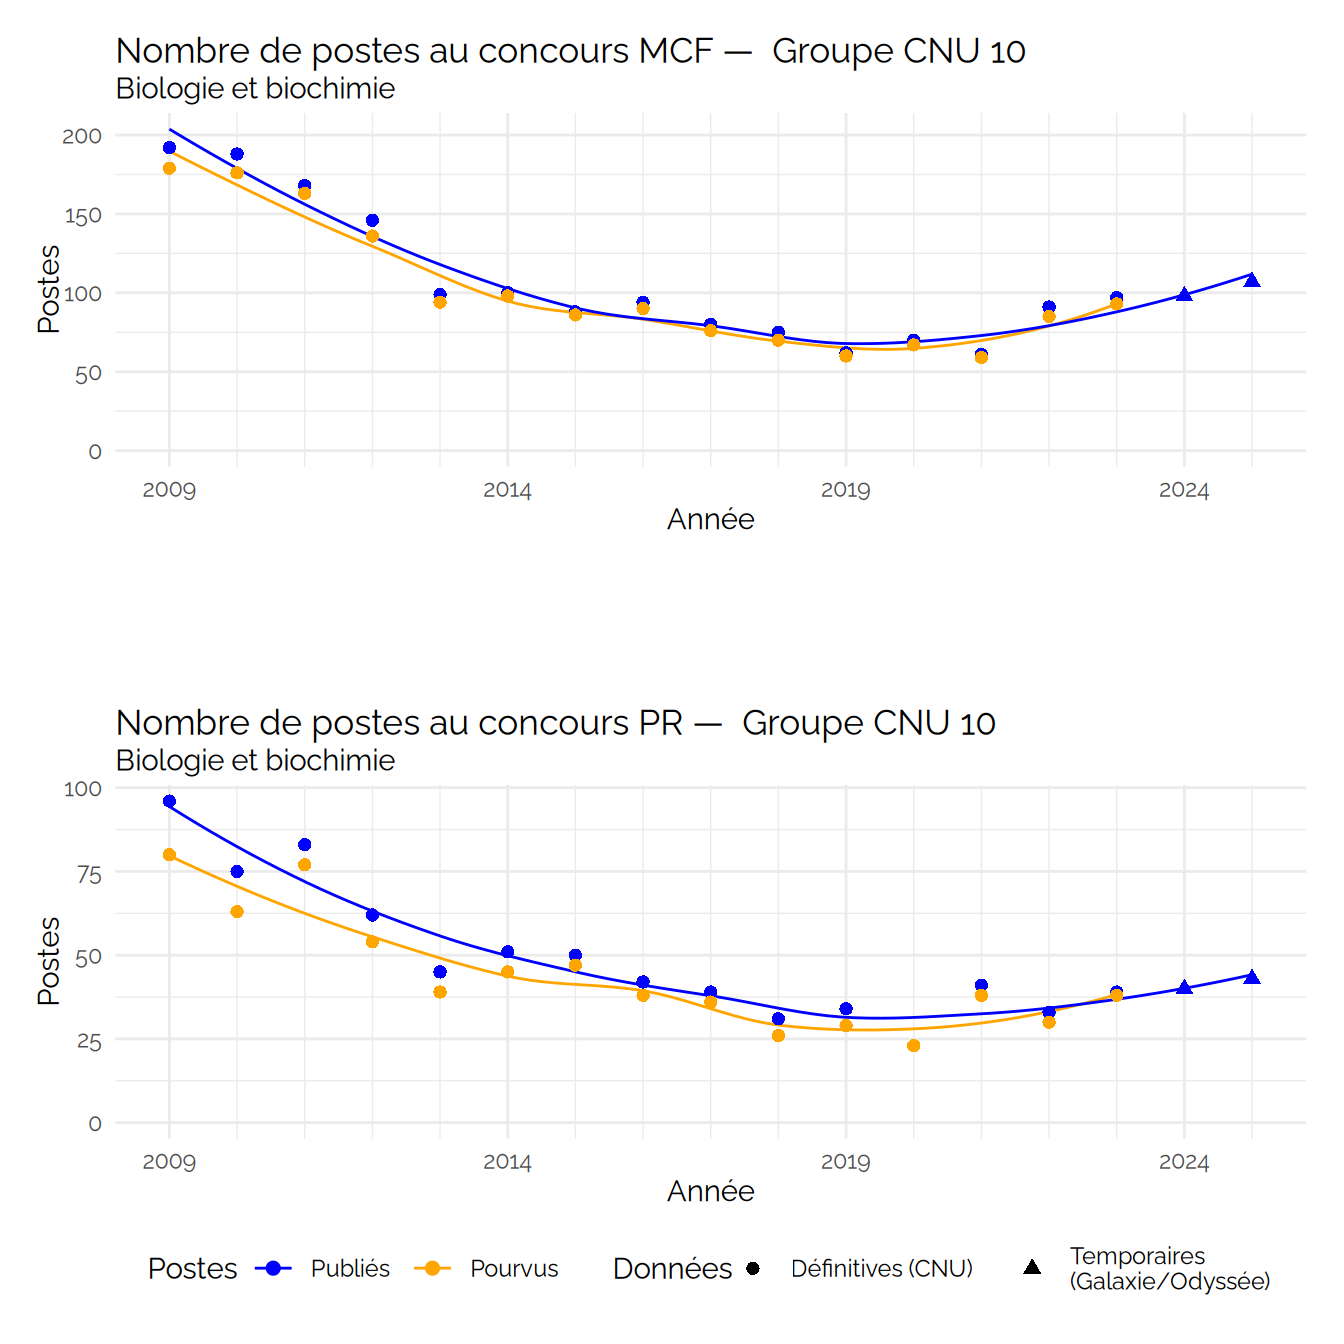 Nombre de postes au concours MCF — Groupe CNU 10
Biologie et biochimie
200
150
100
50
0
Postes
2009 2014 2019 2024
Année
Nombre de postes au concours PR — Groupe CNU 10
Biologie et biochimie
100
75
50
25
0
Postes
2009 2014 2019 2024
Année
Postes Publiés Pourvus Données Définitives (CNU) Temporaires
(Galaxie/Odyssée)